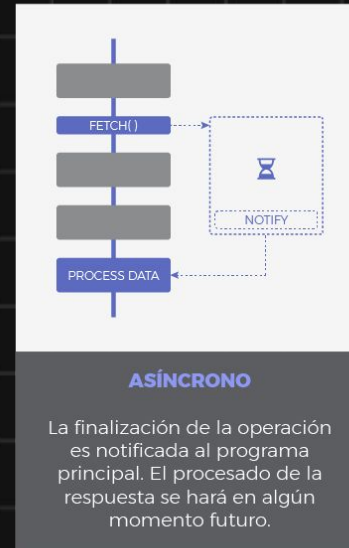 FETCH( )
NOTIFY
PROCESS DATA
ASÍNCRONO
La finalización de la operación
es notificada al programa
principal. El procesado de la
respuesta se hará en algún
momento futuro.